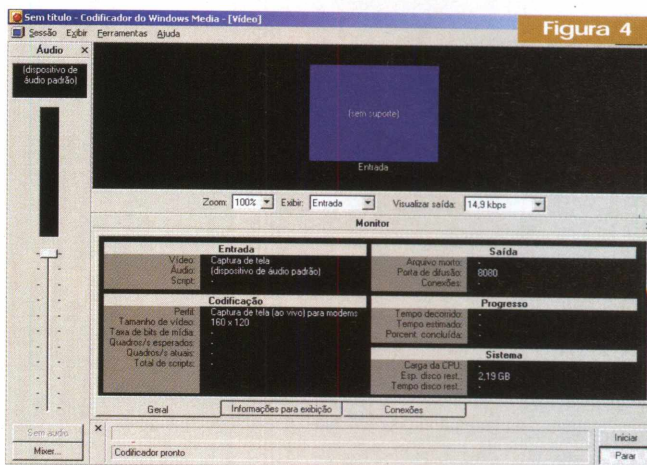 Sem título - Codificador do Windows Media - [Vídeo]
Figura 4
Sessão Exibir Ferramentas Ajuda
Áudio ×
(dispositivo de
áudio padrão)
(sem suporte)
Entrada
Zoom: 100% Exibir: Entrada Visualizar saída: 14,9 kbps
Monitor
Entrada
Vídeo: Captura de tela
Áudio: (dispositivo de áudio padrão)
Script: -
Codificação
Perfil: Captura de tela (ao vivo) para modems
Tamanho de vídeo: 160 x 120
Taxa de bits de mídia: -
Quadros/s esperados: -
Quadros/s atuais: -
Total de scripts: -
Saída
Arquivo morto: -
Porta de difusão: 8080
Conexões: -
Progresso
Tempo decorrido: -
Tempo estimado: -
Porcent. concluída: -
Sistema
Carga da CPU: -
Esp. disco rest.: 2,19 GB
Tempo disco rest.: -
Geral Informações para exibição Conexões
Sem áudio
Mixer...
×
Codificador pronto
Iniciar
Parar